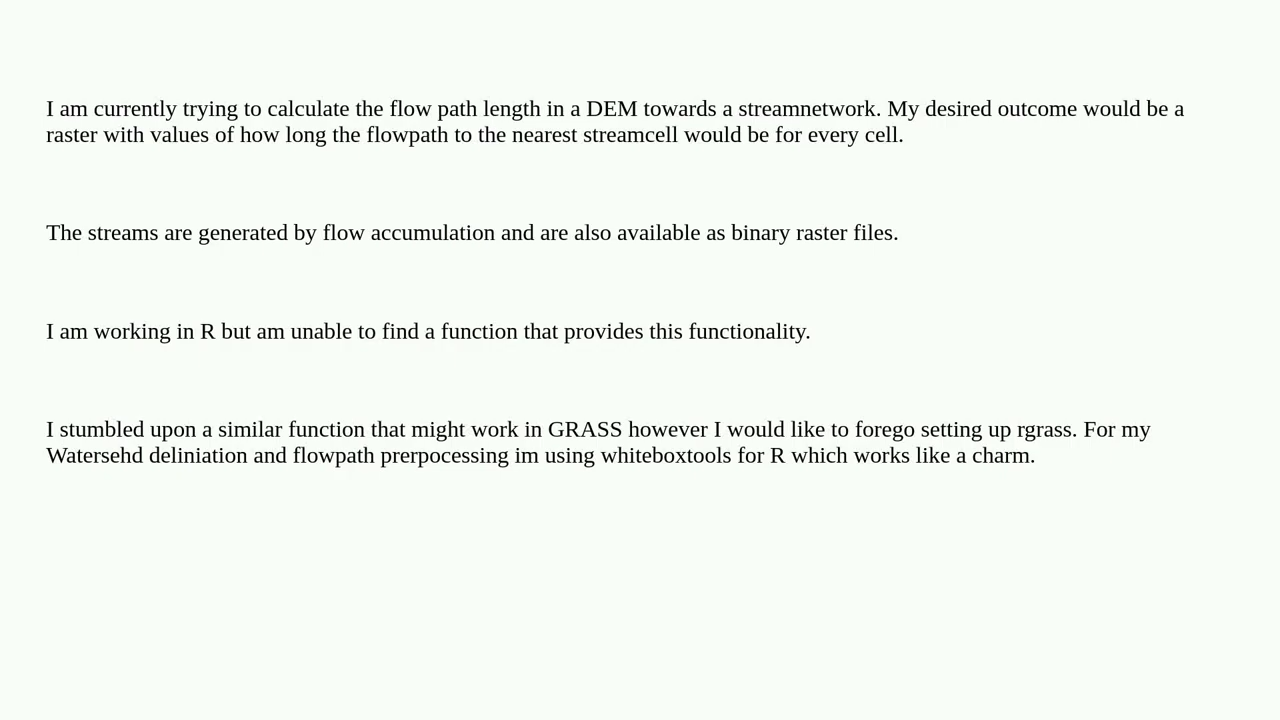 I am currently trying to calculate the flow path length in a DEM towards a streamnetwork. My desired outcome would be a
raster with values of how long the flowpath to the nearest streamcell would be for every cell.
The streams are generated by flow accumulation and are also available as binary raster files.
I am working in R but am unable to find a function that provides this functionality.
I stumbled upon a similar function that might work in GRASS however I would like to forego setting up rgrass. For my
Watersehd deliniation and flowpath prerpocessing im using whiteboxtools for R which works like a charm.